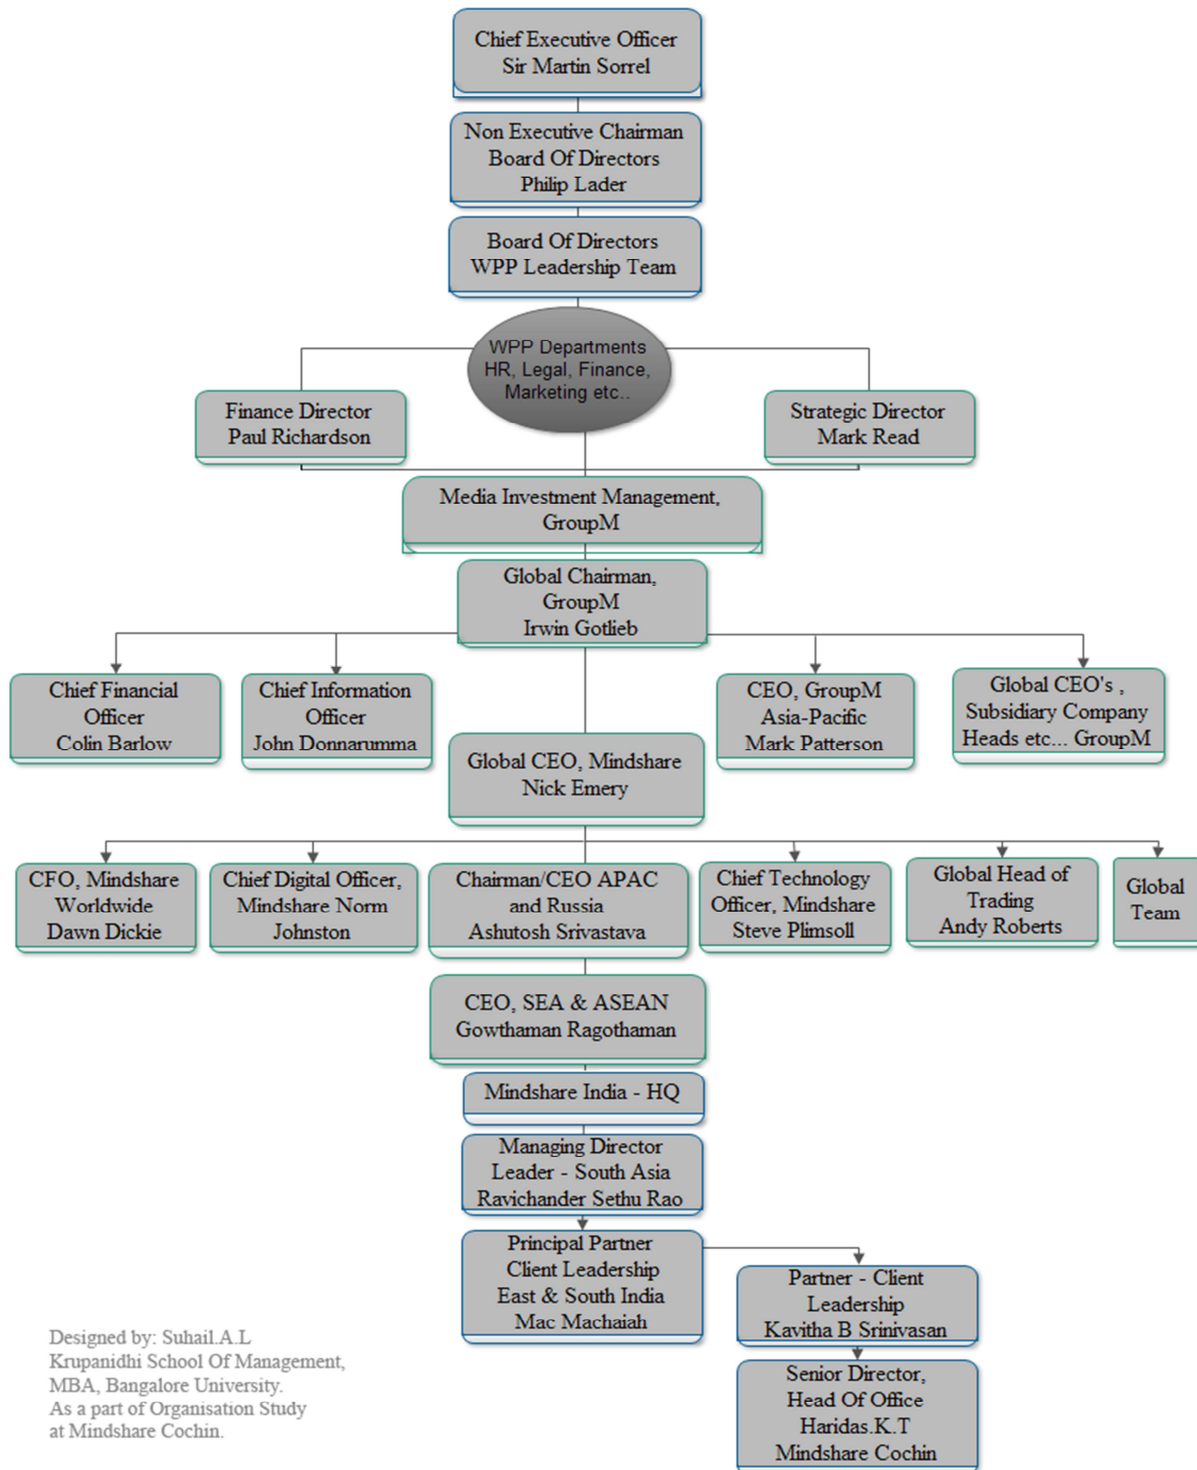 Chief Executive Officer
Sir Martin Sorrel
Non Executive Chairman
Board Of Directors
Philip Lader
Board Of Directors
WPP Leadership Team
WPP Departments
HR, Legal, Finance,
Marketing etc..
Finance Director
Paul Richardson
Strategic Director
Mark Read
Media Investment Management,
GroupM
Global Chairman,
GroupM
Irwin Gotlieb
Chief Financial
Officer
Colin Barlow
Chief Information
Officer
John Donnarumma
CEO, GroupM
Asia-Pacific
Mark Patterson
Global CEO's ,
Subsidiary Company
Heads etc... GroupM
Global CEO, Mindshare
Nick Emery
CFO, Mindshare
Worldwide
Dawn Dickie
Chief Digital Officer,
Mindshare Norm
Johnston
Chairman/CEO APAC
and Russia
Ashutosh Srivastava
Chief Technology
Officer, Mindshare
Steve Plimsoll
Global Head of
Trading
Andy Roberts
Global
Team
CEO, SEA & ASEAN
Gowthaman Ragothaman
Mindshare India - HQ
Managing Director
Leader - South Asia
Ravichander Sethu Rao
Principal Partner
Client Leadership
East & South India
Mac Machaiah
Partner - Client
Leadership
Kavitha B Srinivasan
Senior Director,
Head Of Office
Haridas.K.T
Mindshare Cochin
Designed by: Suhail.A.L
Krupanidhi School Of Management,
MBA, Bangalore University.
As a part of Organisation Study
at Mindshare Cochin.